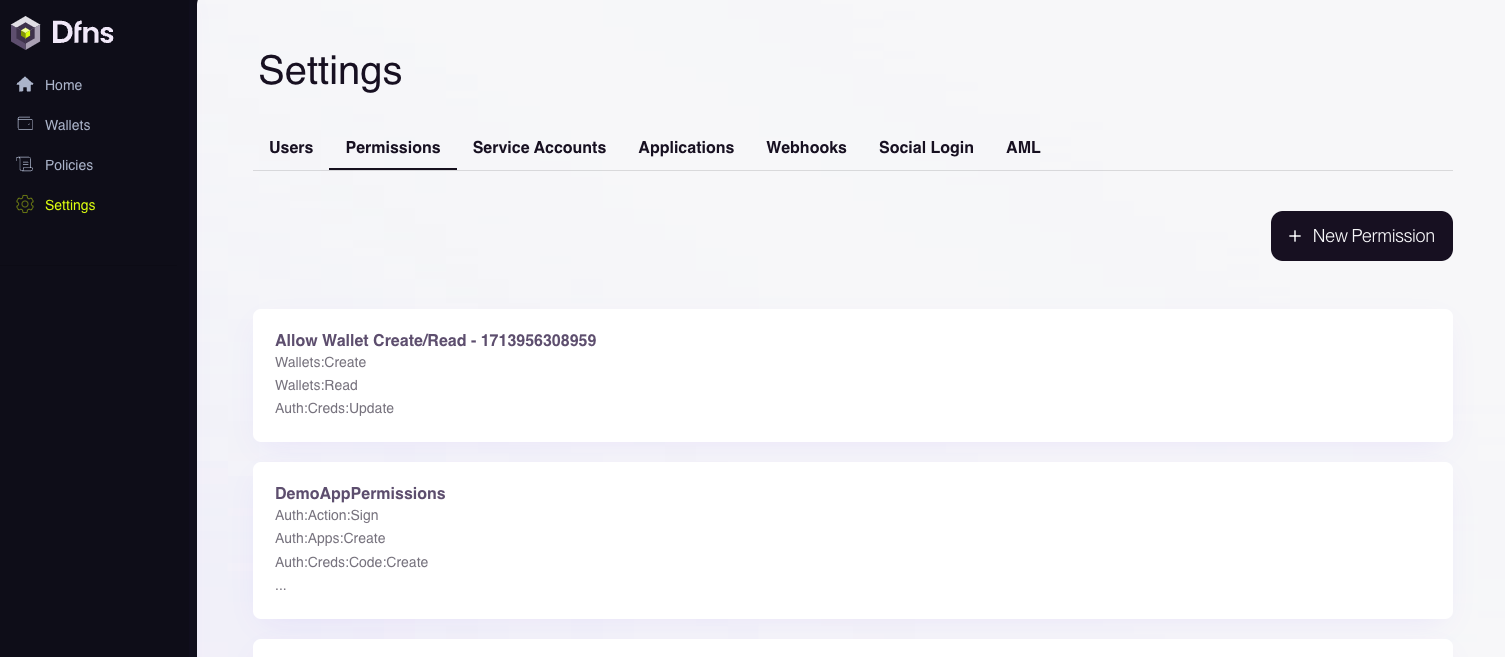 Dfns
Home
Wallets
Policies
Settings
Settings
Users Permissions Service Accounts Applications Webhooks Social Login AML
+ New Permission
Allow Wallet Create/Read - 1713956308959
Wallets:Create
Wallets:Read
Auth:Creds:Update
DemoAppPermissions
Auth:Action:Sign
Auth:Apps:Create
Auth:Creds:Code:Create
...